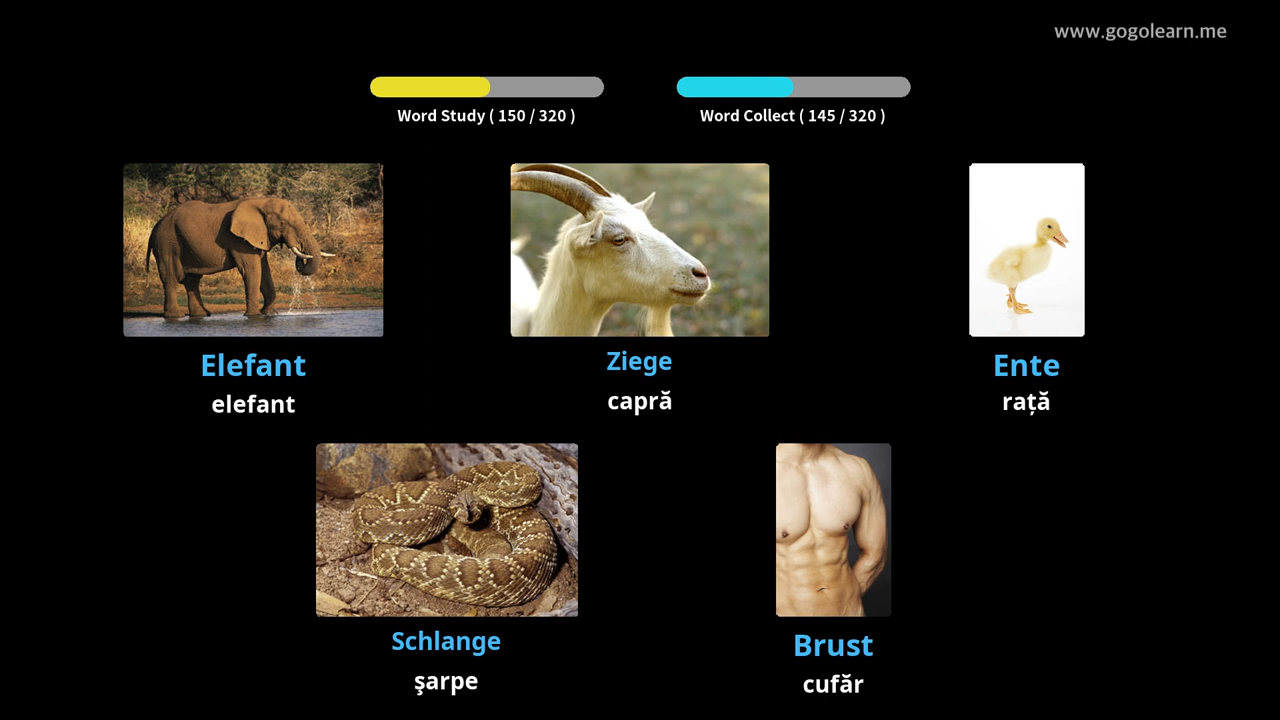 www.gogolearn.me
Word Study ( 150 / 320 )
Word Collect ( 145 / 320 )
Elefant
elefant
Ziege
capră
Ente
rață
Schlange
şarpe
Brust
cufăr